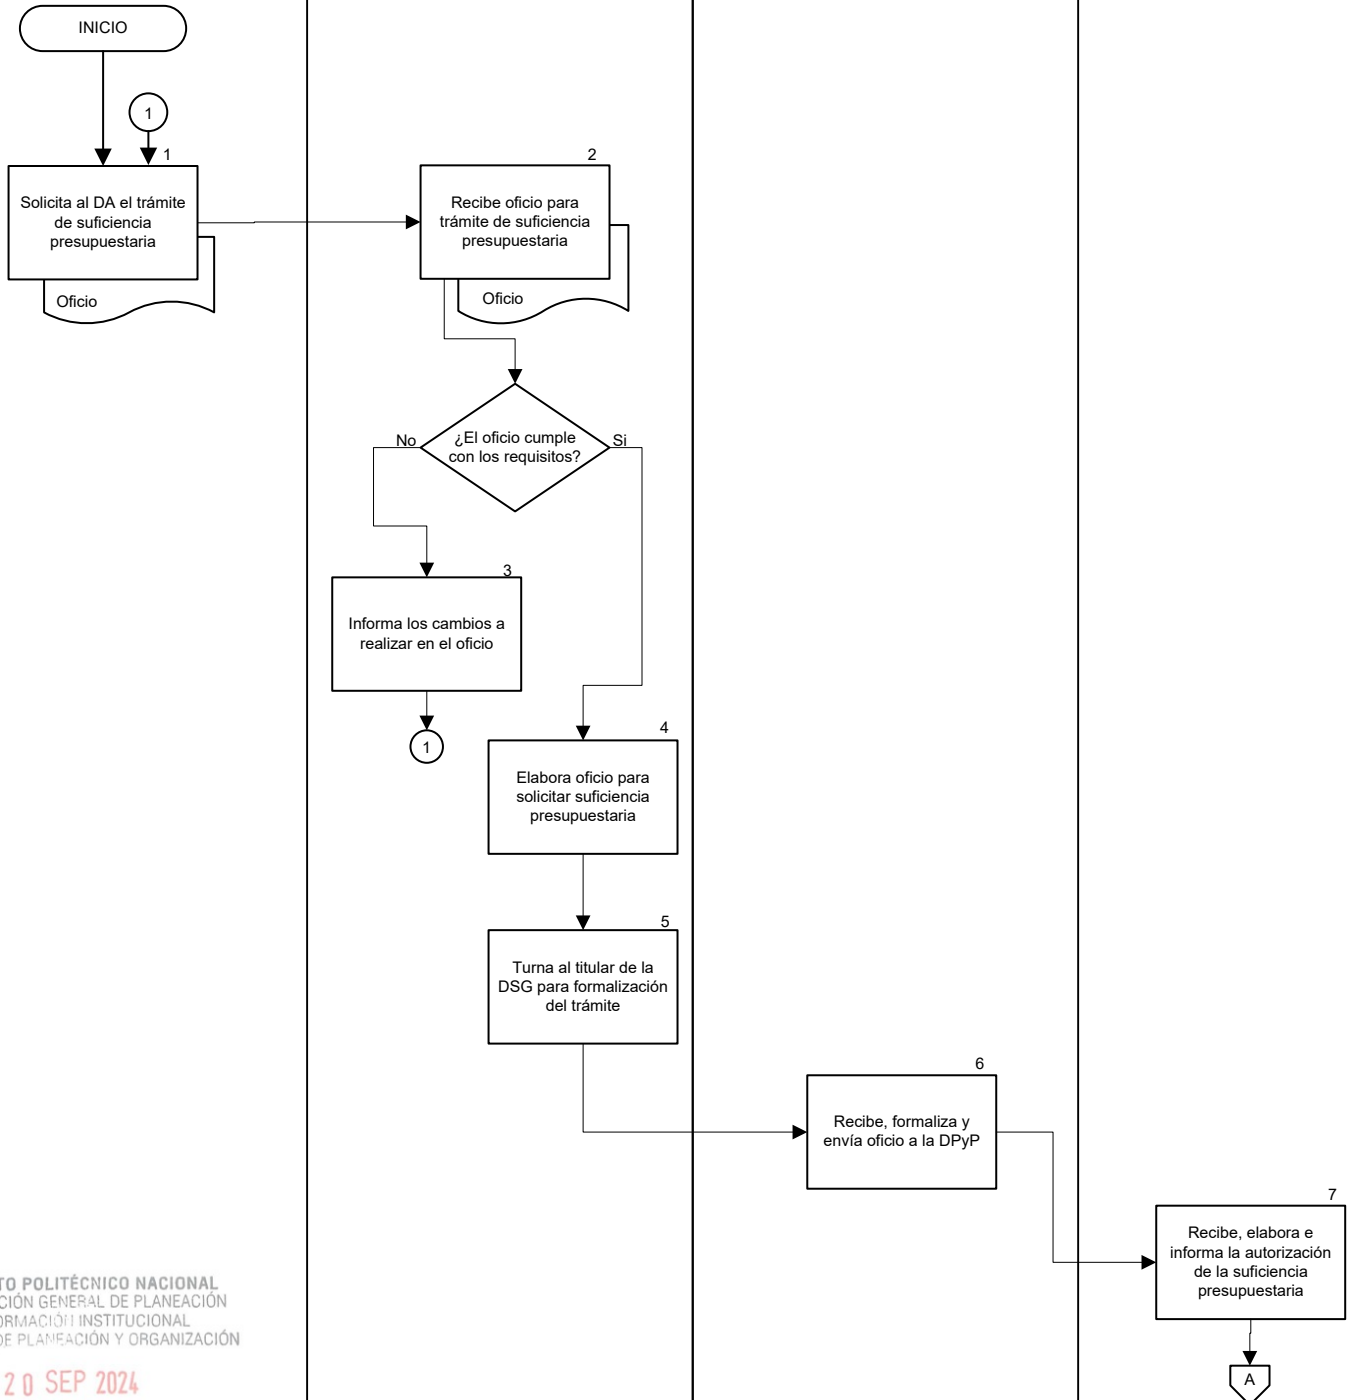 INICIO
1
1
Solicita al DA el trámite
de suficiencia
presupuestaria
Oficio
2
Recibe oficio para
trámite de suficiencia
presupuestaria
Oficio
¿El oficio cumple
con los requisitos?
No
Si
3
Informa los cambios a
realizar en el oficio
1
4
Elabora oficio para
solicitar suficiencia
presupuestaria
5
Turna al titular de la
DSG para formalización
del trámite
6
Recibe, formaliza y
envía oficio a la DPyP
7
Recibe, elabora e
informa la autorización
de la suficiencia
presupuestaria
A
TO POLITÉCNICO NACIONAL
CIÓN GENERAL DE PLANEACIÓN
ORMACIÓN INSTITUCIONAL
DE PLANEACIÓN Y ORGANIZACIÓN
20 SEP 2024